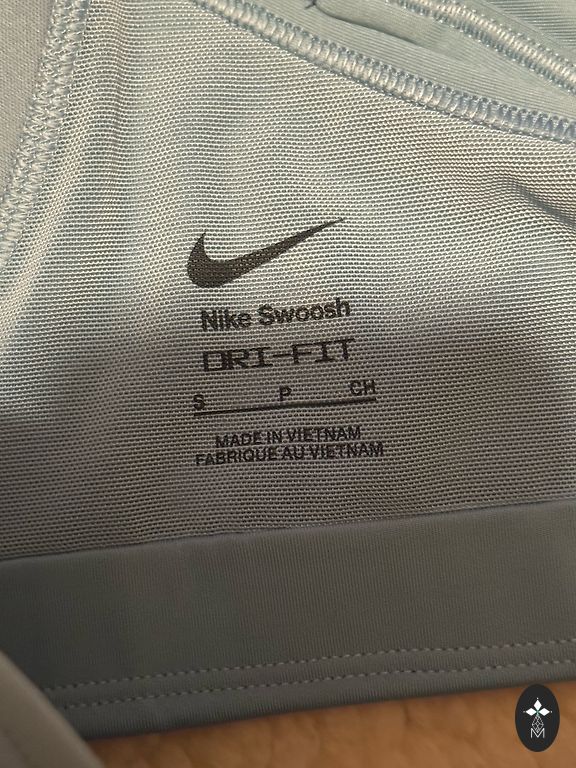 Nike Swoosh
DRI-FIT
S P CH
MADE IN VIETNAM
FABRIQUE AU VIETNAM
M